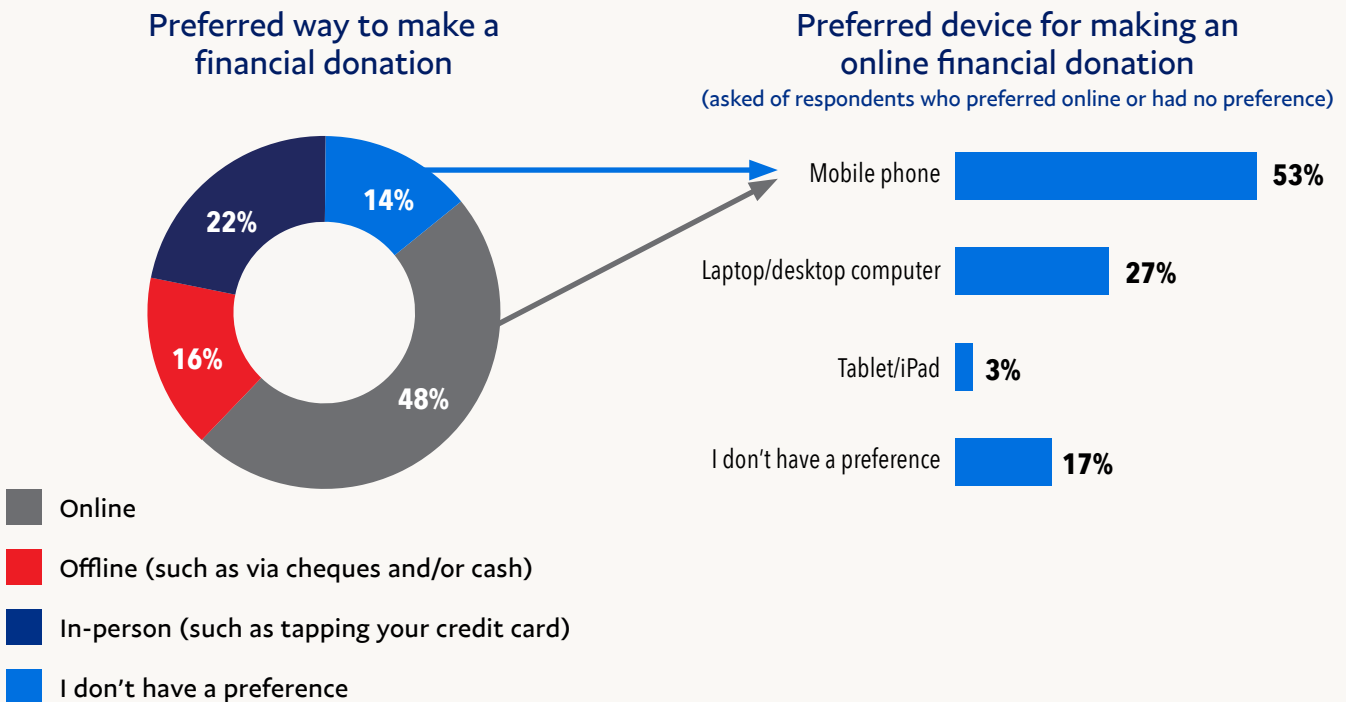 Preferred way to make a
financial donation
14%
22%
16%
48%
Online
Offline (such as via cheques and/or cash)
In-person (such as tapping your credit card)
I don't have a preference
Preferred device for making an
online financial donation
(asked of respondents who preferred online or had no preference)
Mobile phone 53%
Laptop/desktop computer 27%
Tablet/iPad 3%
I don't have a preference 17%